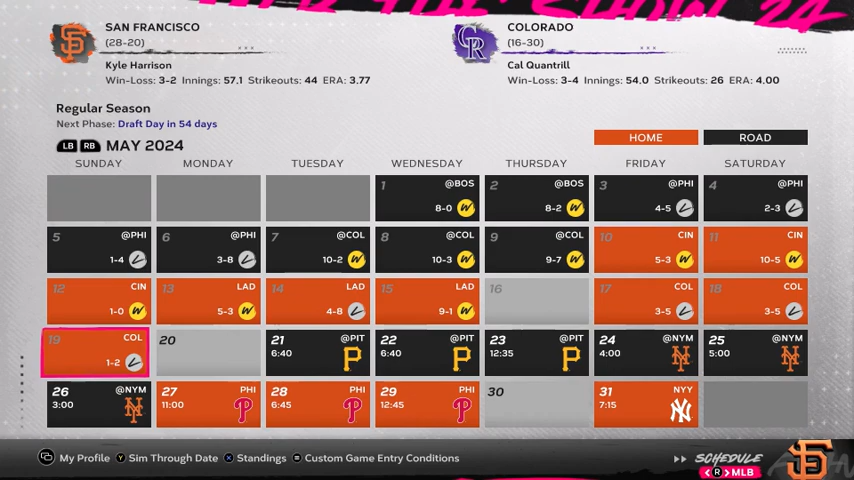 THE SHOW 24
SAN FRANCISCO
(28-20)
Kyle Harrison
Win-Loss: 3-2 Innings: 57.1 Strikeouts: 44 ERA: 3.77
COLORADO
(16-30)
Cal Quantrill
Win-Loss: 3-4 Innings: 54.0 Strikeouts: 26 ERA: 4.00
Regular Season
Next Phase: Draft Day in 54 days
LB RB MAY 2024
HOME ROAD
SUNDAY MONDAY TUESDAY WEDNESDAY THURSDAY FRIDAY SATURDAY
1 @BOS 2 @BOS 3 @PHI 4 @PHI
8-0 W 8-2 W 4-5 L 2-3 L
5 @PHI 6 @PHI 7 @COL 8 @COL 9 @COL 10 CIN 11 CIN
1-4 L 3-8 L 10-2 W 10-3 W 9-7 W 5-3 W 10-5 W
12 CIN 13 LAD 14 LAD 15 LAD 16 17 COL 18 COL
1-0 W 5-3 W 4-8 L 9-1 W 3-5 L 3-5 L
19 COL 20 21 @PIT 22 @PIT 23 @PIT 24 @NYM 25 @NYM
1-2 L 6:40 P 6:40 P 12:35 P 4:00 NY 5:00 NY
26 @NYM 27 PHI 28 PHI 29 PHI 30 31 NYY
3:00 NY 11:00 P 6:45 P 12:45 P 7:15 NY
My Profile Y Sim Through Date X Standings Custom Game Entry Conditions
SCHEDULE
R MLB
SF